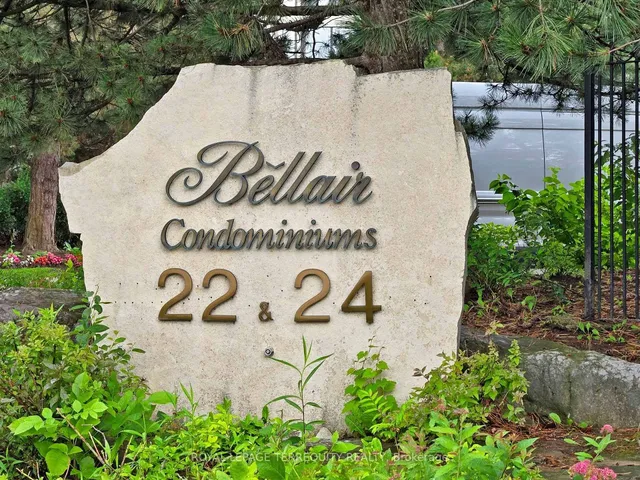 Bellair
Condominiums
22 & 24
ROYAL LEPAGE TERREQUITY REALTY, Brokerage